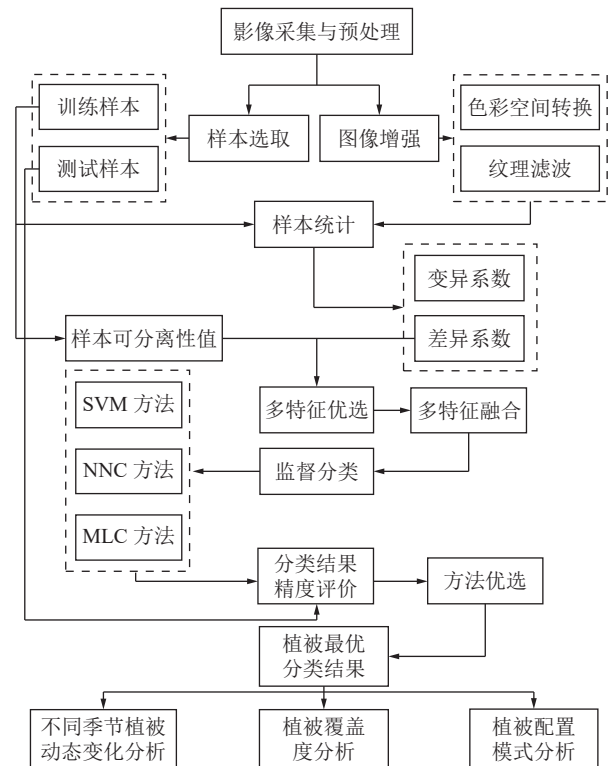 影像采集与预处理
训练样本
测试样本
样本选取
图像增强
色彩空间转换
纹理滤波
样本统计
变异系数
差异系数
样本可分离性值
SVM 方法
NNC 方法
MLC 方法
多特征优选
多特征融合
监督分类
分类结果
精度评价
方法优选
植被最优
分类结果
不同季节植被
动态变化分析
植被覆盖
度分析
植被配置
模式分析